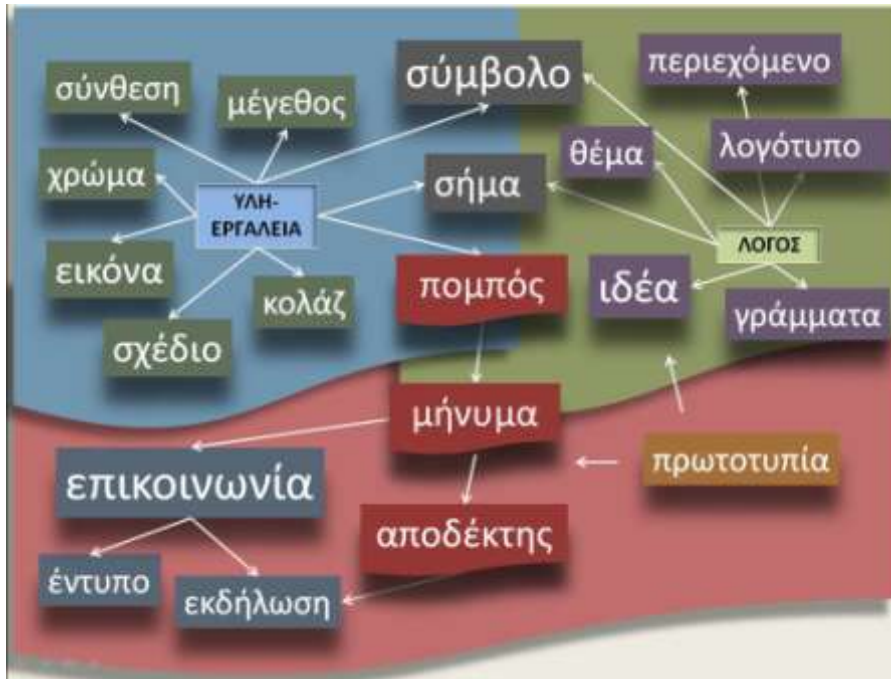 σύνθεση
μέγεθος
σύμβολο
περιεχόμενο
χρώμα
ΥΛΗ-
ΕΡΓΑΛΕΙΑ
σήμα
θέμα
λογότυπο
ΛΟΓΟΣ
εικόνα
κολάζ
πομπός
ιδέα
γράμματα
σχέδιο
μήνυμα
πρωτοτυπία
επικοινωνία
αποδέκτης
έντυπο
εκδήλωση